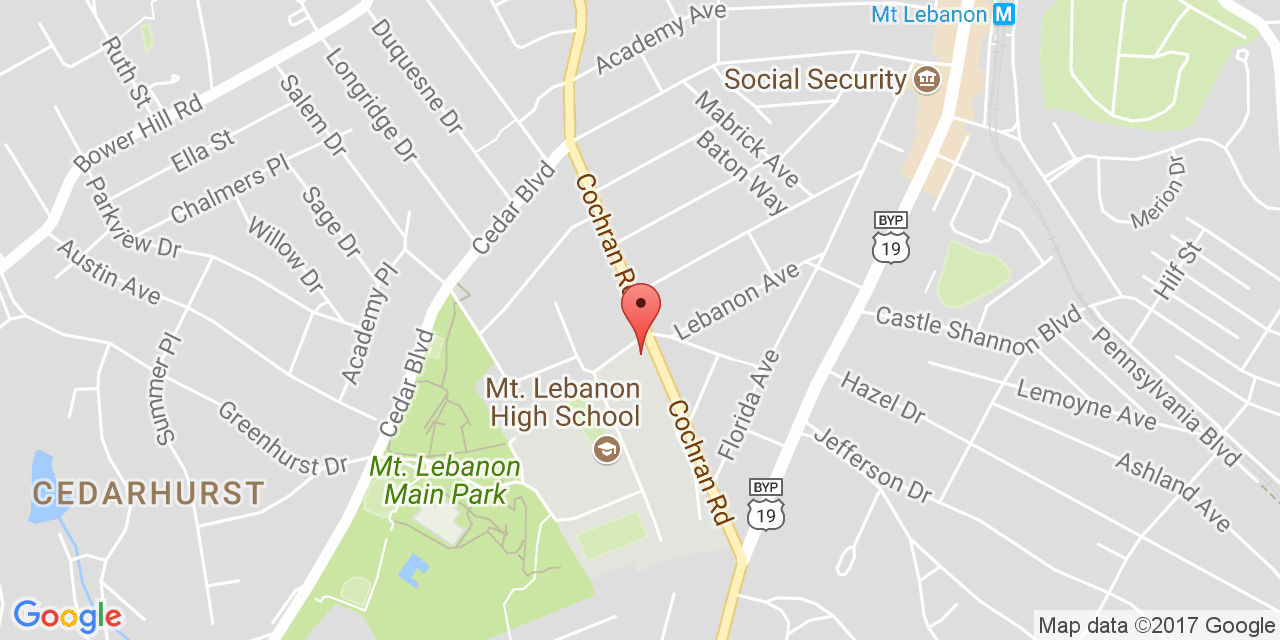 Mt Lebanon M
Academy Ave
Duquesne Dr
Longridge Dr
Ruth St
Social Security
Salem Dr
Bower Hill Rd
Mabrick Ave
Ella St
Baton Way
Chalmers Pl
Merion Dr
Cedar Blvd
Cochran Rd
Parkview Dr
Sage Dr
Willow Dr
BYP
19
Austin Ave
Hilf St
Academy Pl
Lebanon Ave
Castle Shannon Blvd
Pennsylvania Blvd
Summer Pl
Cedar Blvd
Mt. Lebanon
High School
Florida Ave
Hazel Dr
Lemoyne Ave
Greenhurst Dr
Cochran Rd
Jefferson Dr
Ashland Ave
Mt. Lebanon
Main Park
CEDARHURST
BYP
19
Google
Map data ©2017 Google